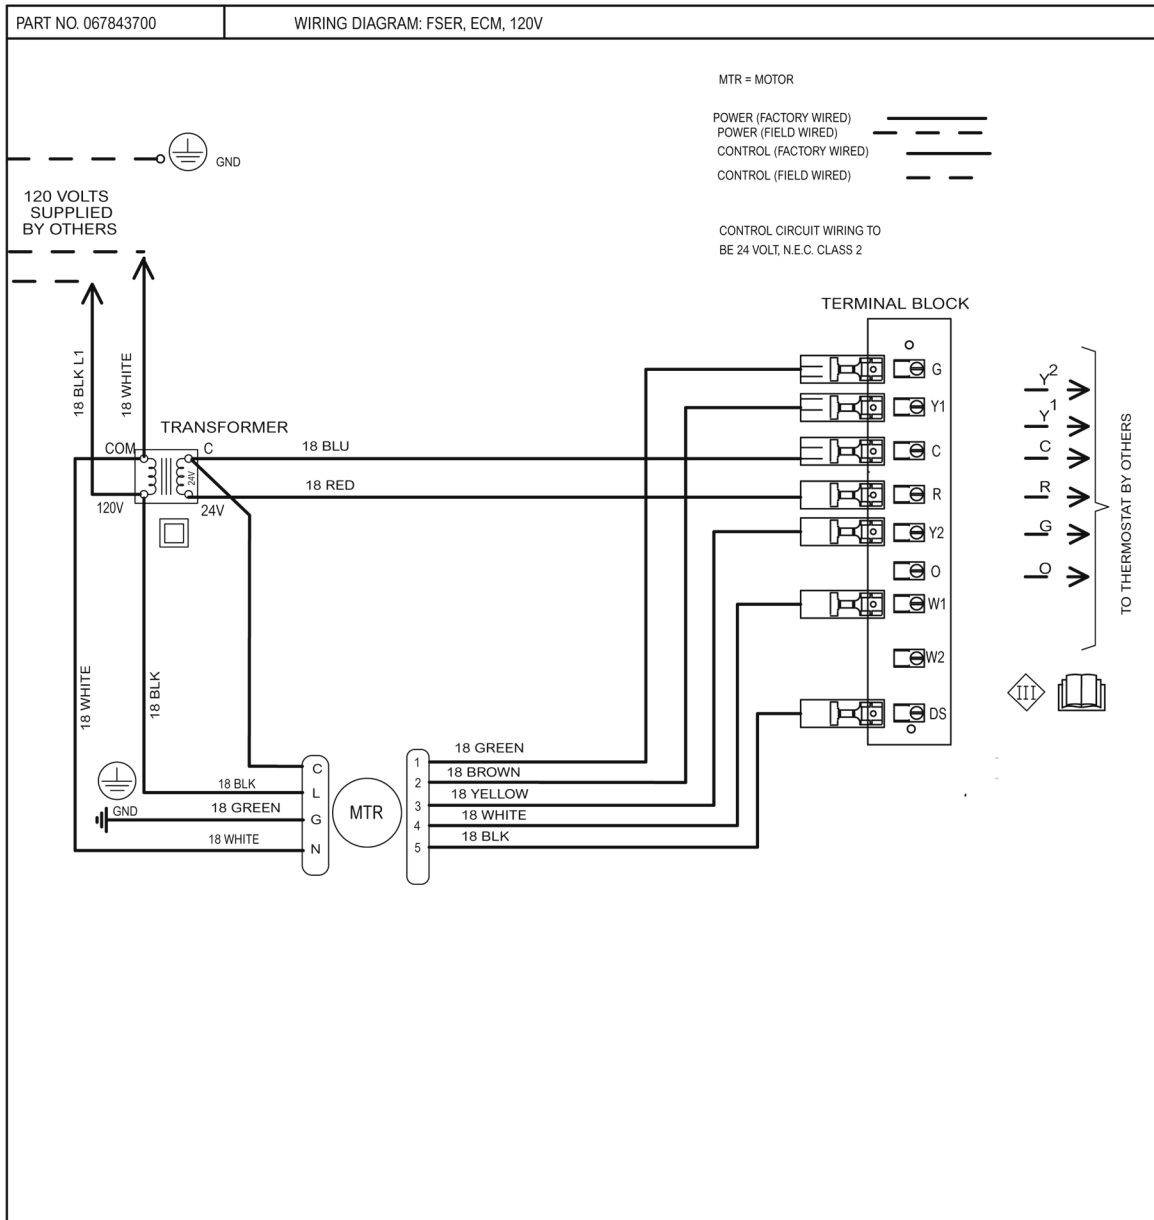 PART NO. 067843700
WIRING DIAGRAM: FSER, ECM, 120V
MTR = MOTOR
POWER (FACTORY WIRED)
POWER (FIELD WIRED)
CONTROL (FACTORY WIRED)
CONTROL (FIELD WIRED)
GND
120 VOLTS
SUPPLIED
BY OTHERS
CONTROL CIRCUIT WIRING TO
BE 24 VOLT, N.E.C. CLASS 2
TERMINAL BLOCK
18 BLK L1
18 WHITE
TRANSFORMER
COM
C
24V
120V
24V
18 BLU
18 RED
G
Y1
C
R
Y2
O
W1
W2
DS
Y2
Y1
C
R
G
O
TO THERMOSTAT BY OTHERS
III
18 WHITE
18 BLK
GND
18 BLK
18 GREEN
18 WHITE
C
L
G
N
MTR
1
2
3
4
5
18 GREEN
18 BROWN
18 YELLOW
18 WHITE
18 BLK